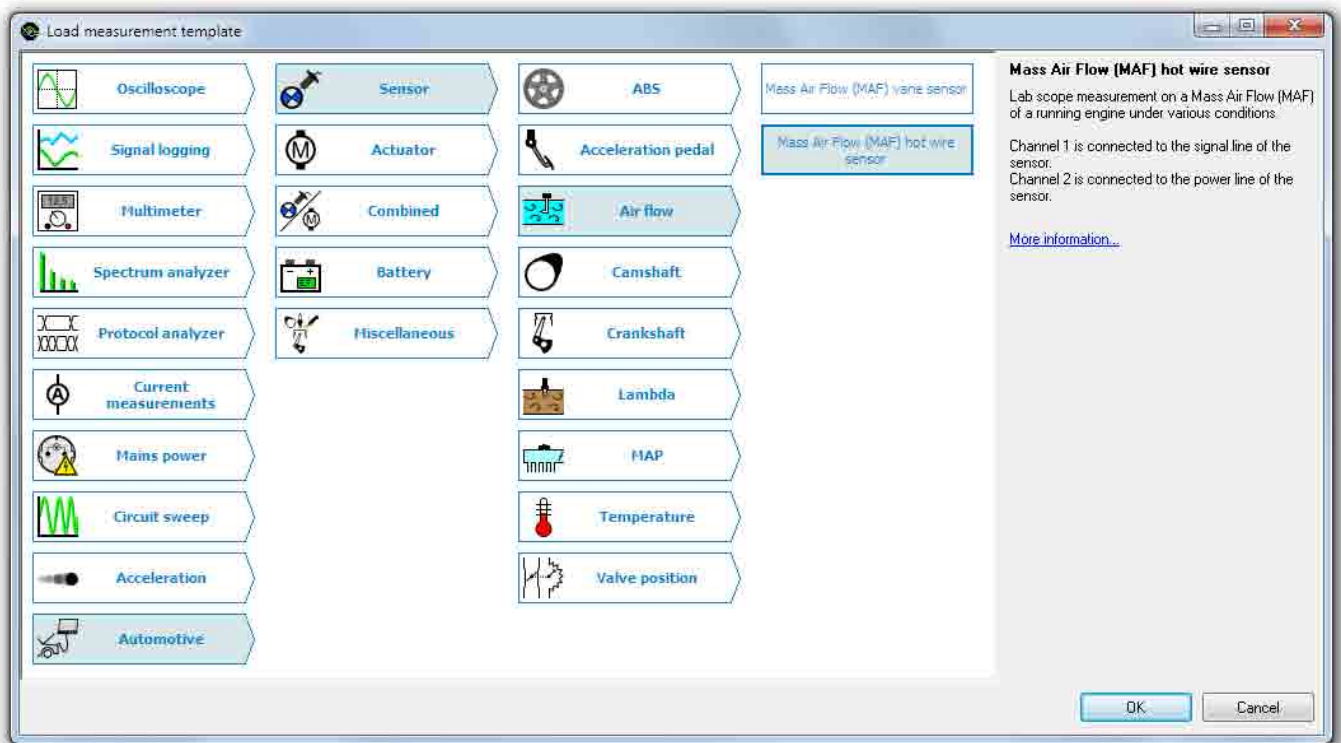 Load measurement template
Oscilloscope
Signal logging
Multimeter
Spectrum analyzer
Protocol analyzer
Current
measurements
Mains power
Circuit sweep
Acceleration
Automotive
Sensor
Actuator
Combined
Battery
Miscellaneous
ABS
Acceleration pedal
Air flow
Camshaft
Crankshaft
Lambda
MAP
Temperature
Valve position
Mass Air Flow (MAF) vane sensor
Mass Air Flow (MAF) hot wire
sensor
Mass Air Flow (MAF) hot wire sensor
Lab scope measurement on a Mass Air Flow (MAF)
of a running engine under various conditions
Channel 1 is connected to the signal line of the
sensor.
Channel 2 is connected to the power line of the
sensor.
More information...
OK
Cancel